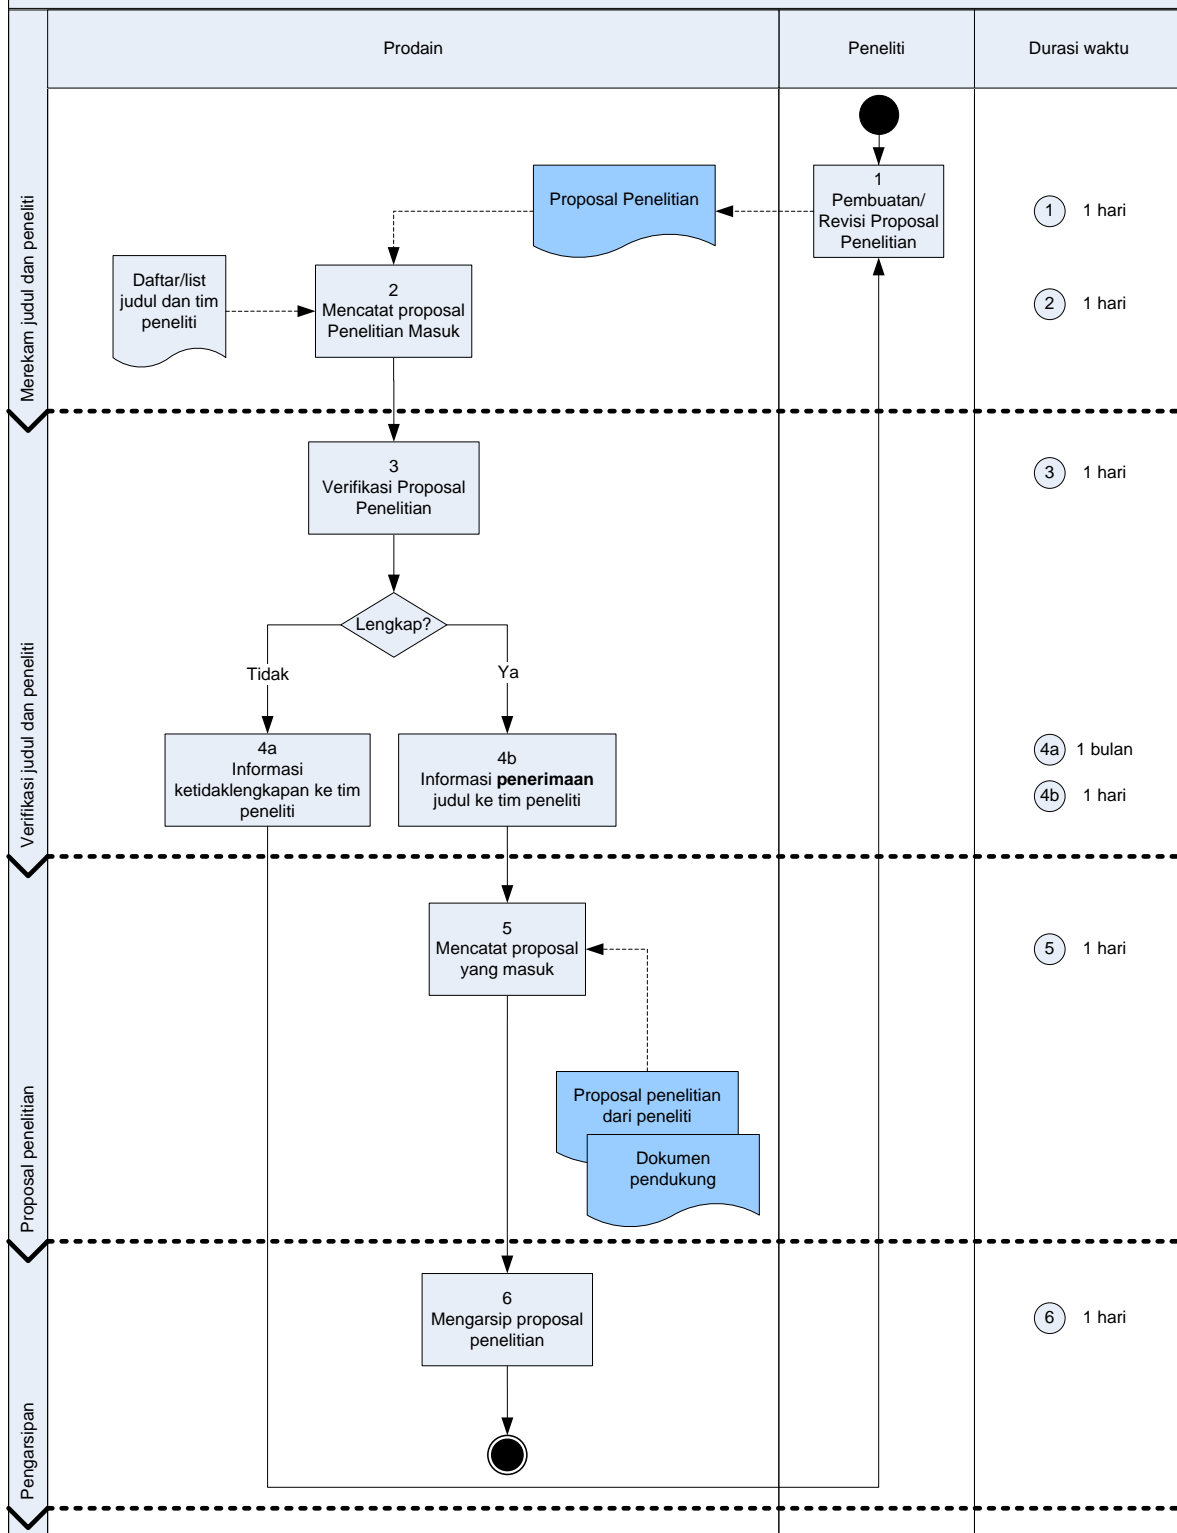 Prodain
Peneliti
Durasi waktu
Merekam judul dan peneliti
1
Pembuatan/
Revisi Proposal
Penelitian
Proposal Penelitian
1 1 hari
Daftar/list
judul dan tim
peneliti
2
Mencatat proposal
Penelitian Masuk
2 1 hari
Verifikasi judul dan peneliti
3
Verifikasi Proposal
Penelitian
3 1 hari
Lengkap?
Tidak
Ya
4a
Informasi
ketidaklengkapan ke tim
peneliti
4b
Informasi penerimaan
judul ke tim peneliti
4a 1 bulan
4b 1 hari
Proposal penelitian
5
Mencatat proposal
yang masuk
5 1 hari
Proposal penelitian
dari peneliti
Dokumen
pendukung
Pengarsipan
6
Mengarsip proposal
penelitian
6 1 hari